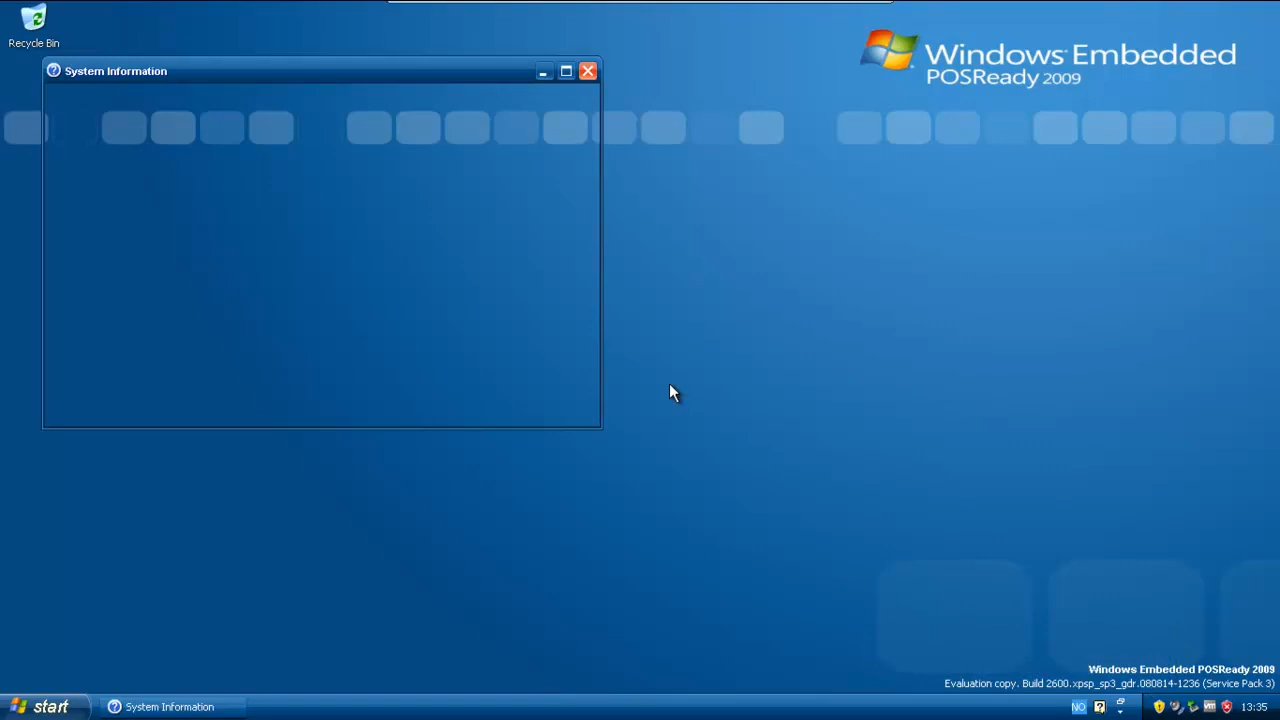 Recycle Bin
System Information
Windows Embedded
POSReady 2009
Windows Embedded POSReady 2009
Evaluation copy. Build 2600.xpsp_sp3_gdr.080814-1236 (Service Pack 3)
start
System Information
NO
13:35